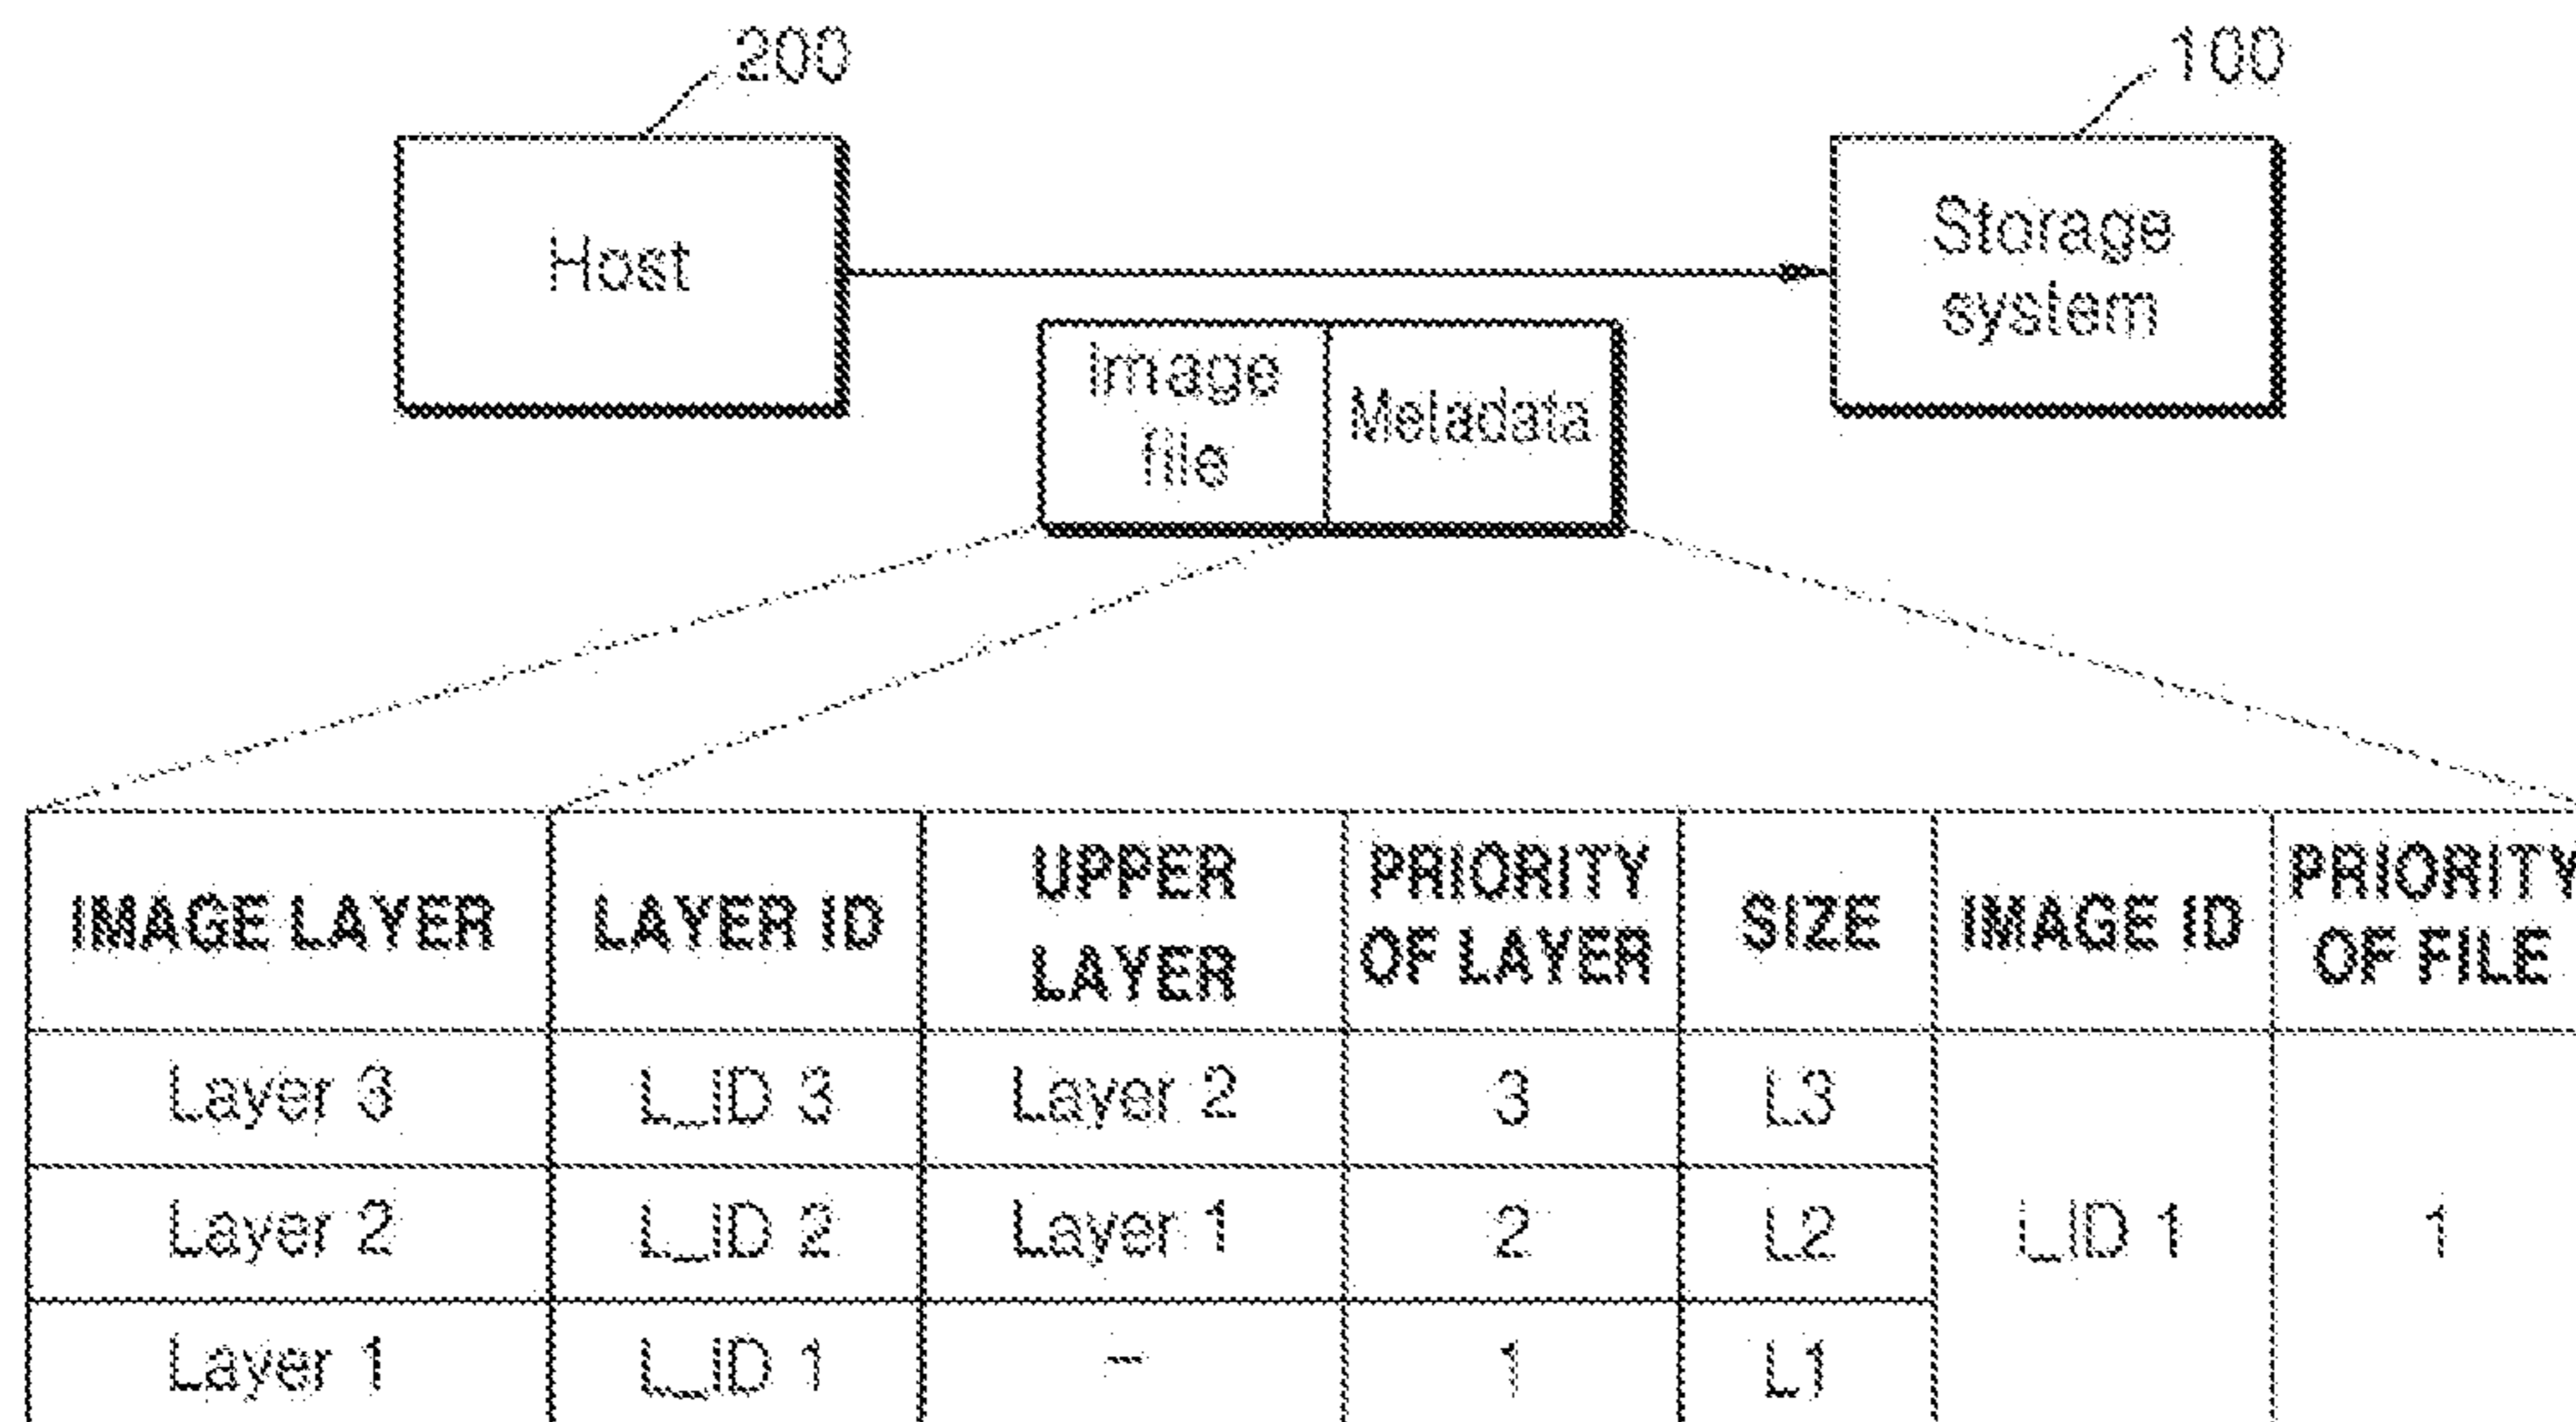 200
100
Host
Storage
system
Image
file
Metadata
IMAGE LAYER
LAYER ID
UPPER
LAYER
PRIORITY
OF LAYER
SIZE
IMAGE ID
PRIORITY
OF FILE
Layer 3
L_ID 3
Layer 2
3
L3
Layer 2
L_ID 2
Layer 1
2
L2
I_ID 1
1
Layer 1
L_ID 1
–
1
L1